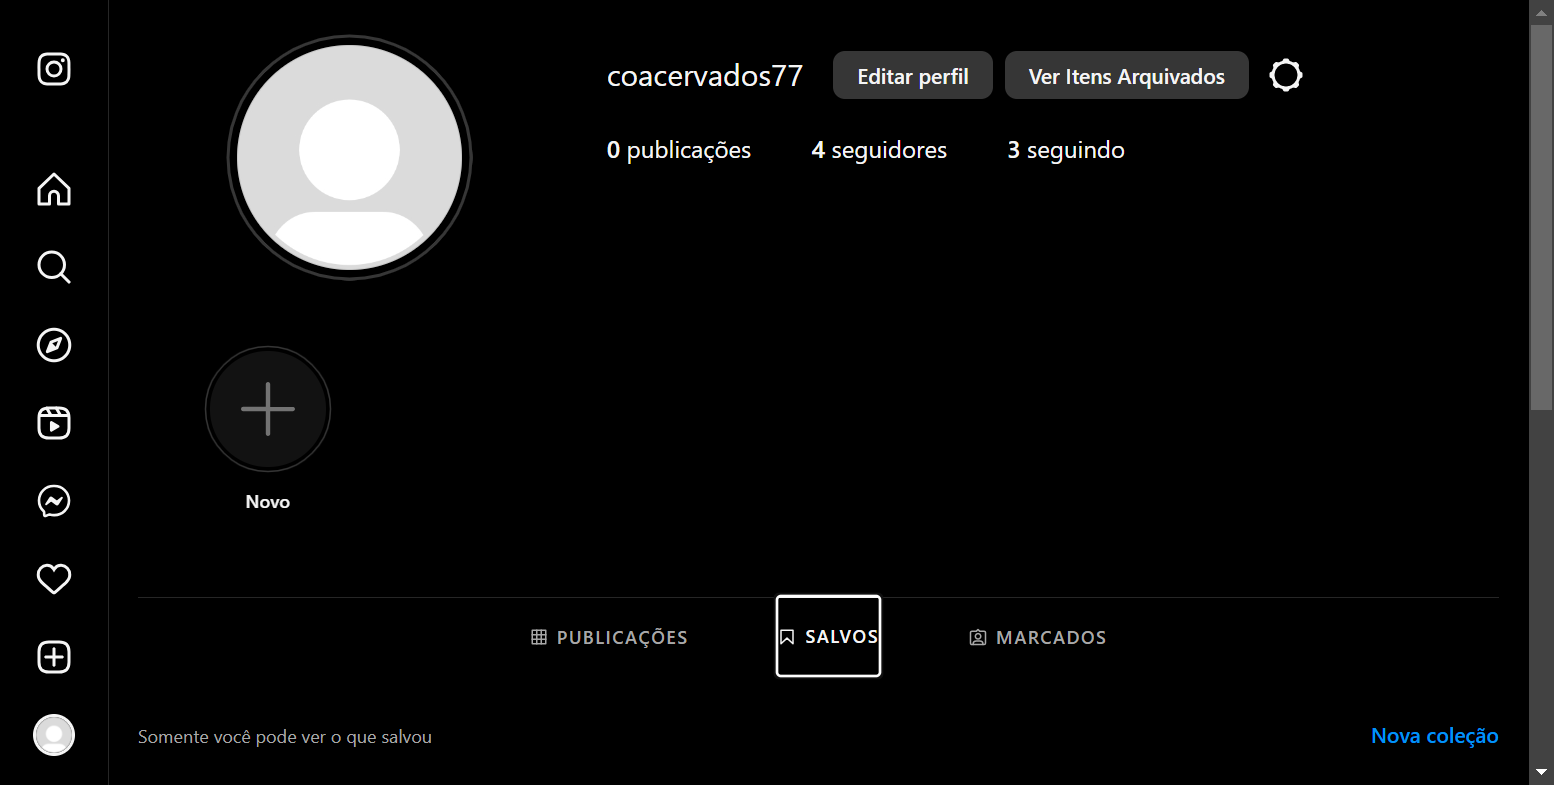 coacervados77 Editar perfil Ver Itens Arquivados
0 publicações 4 seguidores 3 seguindo
Novo
PUBLICAÇÕES SALVOS MARCADOS
Somente você pode ver o que salvou Nova coleção